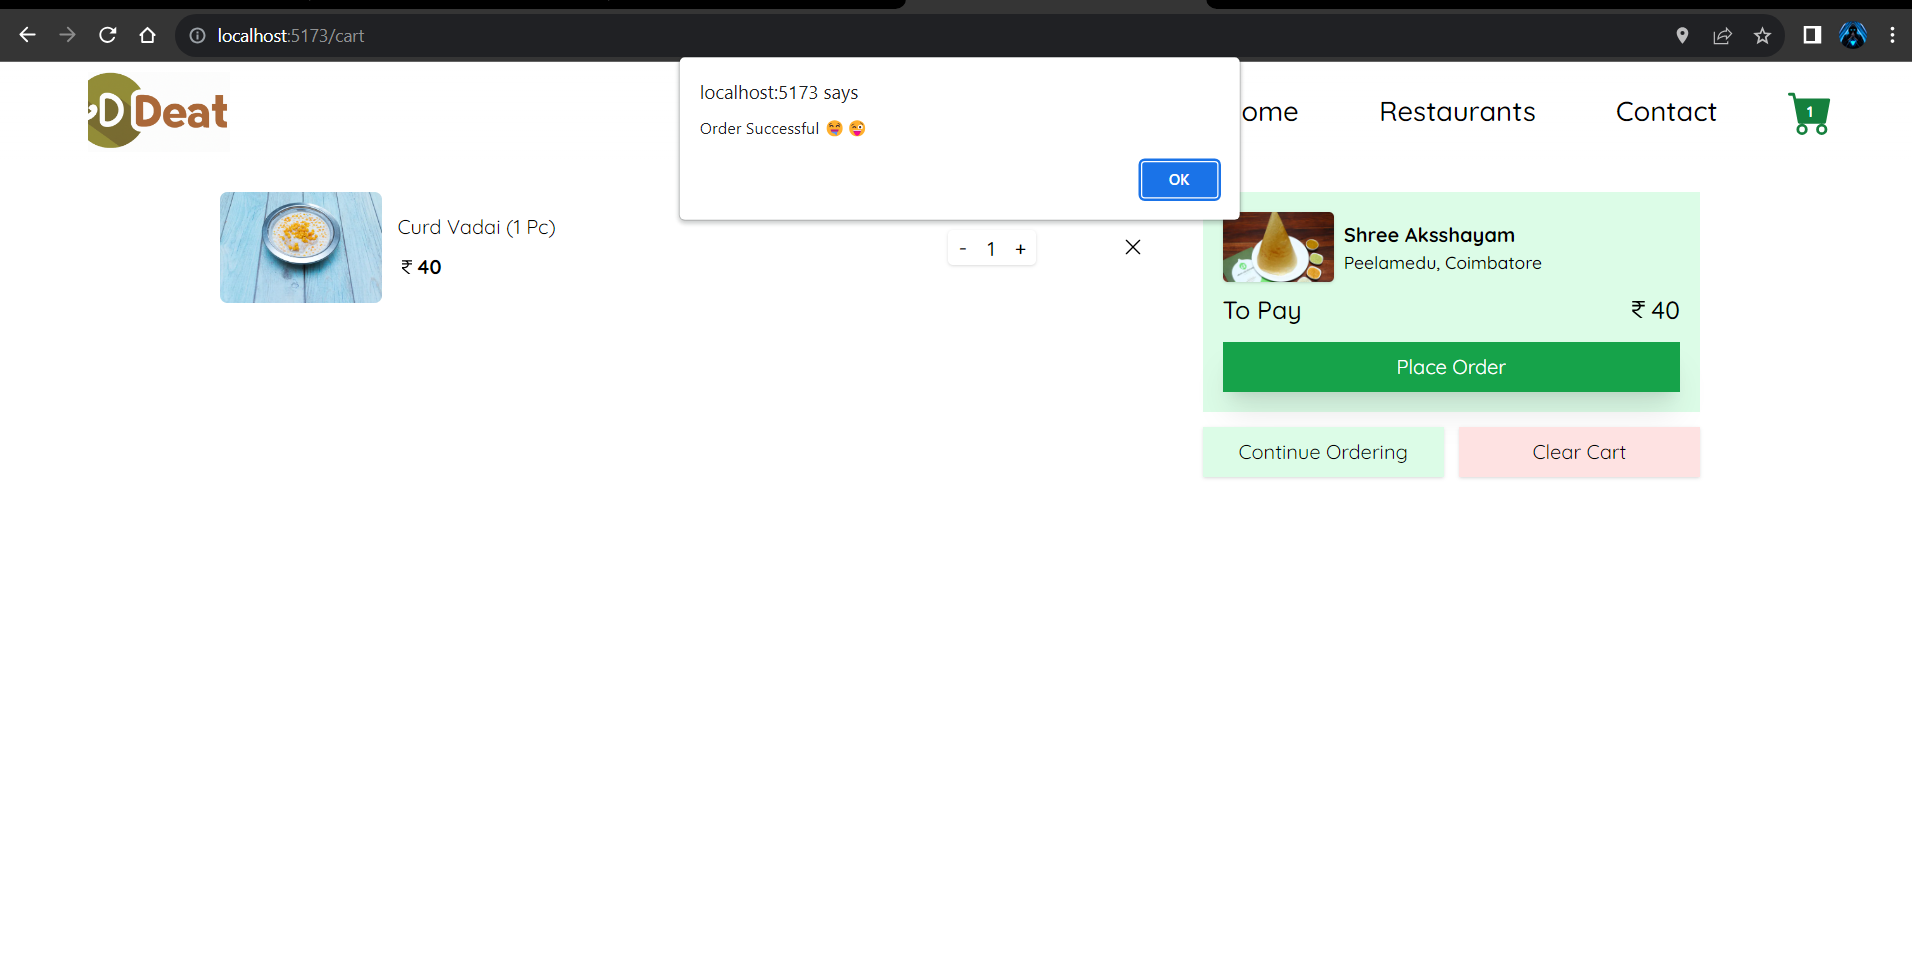 localhost:5173/cart
localhost:5173 says
Order Successful 😝 😜
OK
D Deat
ome
Restaurants
Contact
1
Curd Vadai (1 Pc)
₹ 40
- 1 +
Shree Aksshayam
Peelamedu, Coimbatore
To Pay ₹ 40
Place Order
Continue Ordering
Clear Cart